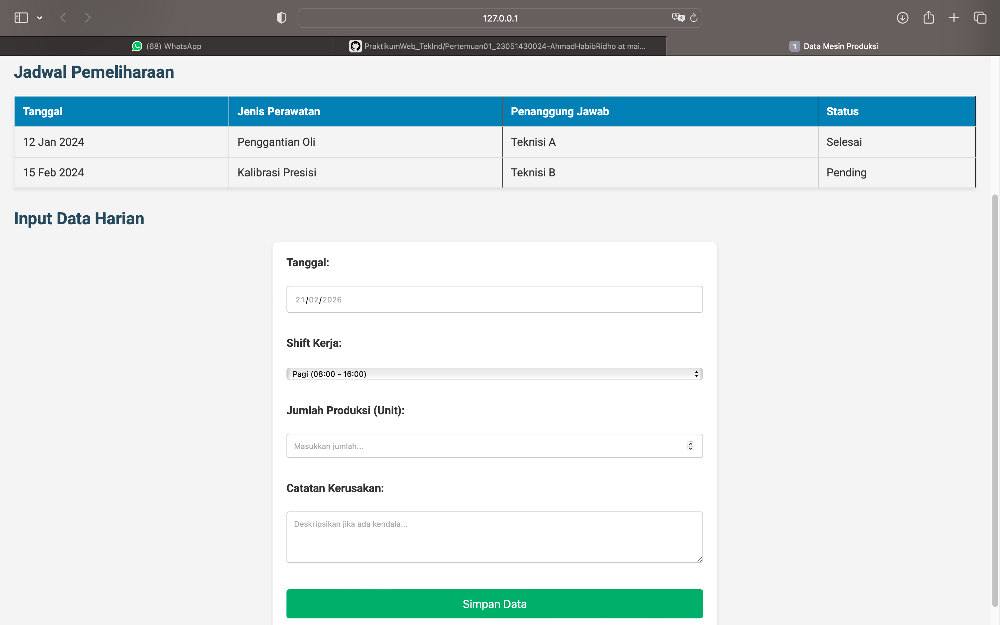 127.0.0.1
(68) WhatsApp
PraktikumWeb_TekInd/Pertemuan01_23051430024-AhmadHabibRidho at mai...
1 Data Mesin Produksi
Jadwal Pemeliharaan
Tanggal Jenis Perawatan Penanggung Jawab Status
12 Jan 2024 Penggantian Oli Teknisi A Selesai
15 Feb 2024 Kalibrasi Presisi Teknisi B Pending
Input Data Harian
Tanggal:
21/02/2026
Shift Kerja:
Pagi (08:00 - 16:00)
Jumlah Produksi (Unit):
Masukkan jumlah...
Catatan Kerusakan:
Deskripsikan jika ada kendala...
Simpan Data